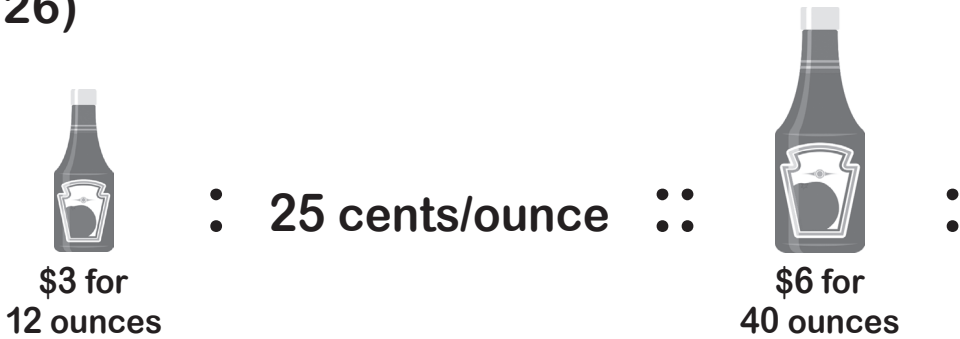 26)
: 25 cents/ounce :: :
$3 for
12 ounces
$6 for
40 ounces